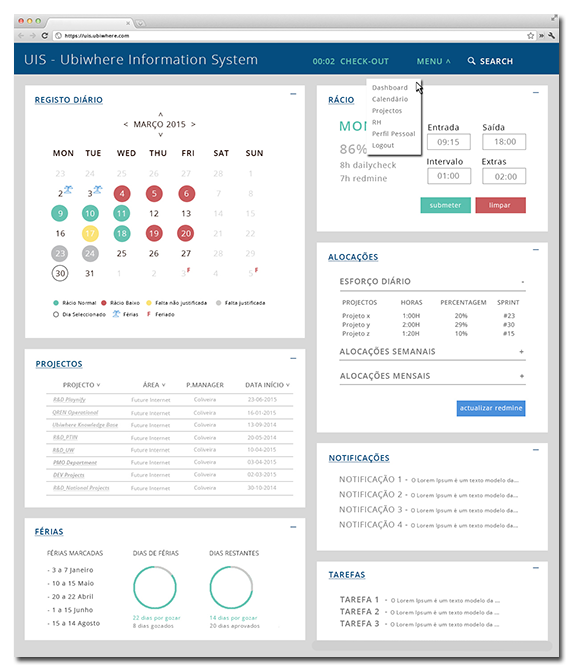 https://uis.ubiwhere.com
UIS - Ubiwhere Information System
00:02 CHECK-OUT
MENU ^
SEARCH
Dashboard
Calendário
Projectos
RH
Perfil Pessoal
Logout
REGISTO DIÁRIO
< MARÇO 2015 >
MON TUE WED THU FRI SAT SUN
23 24 25 26 27 28 1
2 3 4 5 6 7 8
9 10 11 12 13 14 15
16 17 18 19 20 21 22
23 24 25 26 27 28 29
30 31 1 2 3 F 4 5 F
Rácio Normal Rácio Baixo Falta não justificada Falta justificada
Dia Seleccionado Férias F Feriado
PROJECTOS
PROJECTO ÁREA P.MANAGER DATA INÍCIO
R&D Playnify Future Internet Coliveira 23-06-2015
QREN Operational Future Internet Coliveira 16-01-2015
Ubiwhere Knowledge Base Future Internet Coliveira 13-09-2014
R&D_PTIN Future Internet Coliveira 20-05-2014
R&D_UW Future Internet Coliveira 10-04-2015
PMO Department Future Internet Coliveira 03-04-2015
DEV Projects Future Internet Coliveira 02-03-2015
R&D_National Projects Future Internet Coliveira 30-10-2014
FÉRIAS
FÉRIAS MARCADAS
- 3 a 7 Janeiro
- 10 a 15 Maio
- 20 a 22 Abril
- 1 a 15 Junho
- 15 a 14 Agosto
DIAS DE FÉRIAS
22 dias por gozar
8 dias gozados
DIAS RESTANTES
14 dias por gozar
20 dias aprovados
RÁCIO
MON
86%
8h dailycheck
7h redmine
Entrada Saída
09:15 18:00
Intervalo Extras
01:00 02:00
submeter limpar
ALOCAÇÕES
ESFORÇO DIÁRIO -
PROJECTOS HORAS PERCENTAGEM SPRINT
Projeto x 1:00H 20% #23
Projeto y 2:00H 29% #30
Projeto z 1:20H 10% #15
ALOCAÇÕES SEMANAIS +
ALOCAÇÕES MENSAIS +
actualizar redmine
NOTIFICAÇÕES
NOTIFICAÇÃO 1 • O Lorem Ipsum é um texto modelo da...
NOTIFICAÇÃO 2 • O Lorem Ipsum é um texto modelo da...
NOTIFICAÇÃO 3 • O Lorem Ipsum é um texto modelo da...
NOTIFICAÇÃO 4 • O Lorem Ipsum é um texto modelo da...
TAREFAS
TAREFA 1 • O Lorem Ipsum é um texto modelo da ...
TAREFA 2 • O Lorem Ipsum é um texto modelo da ...
TAREFA 3 • O Lorem Ipsum é um texto modelo da ...